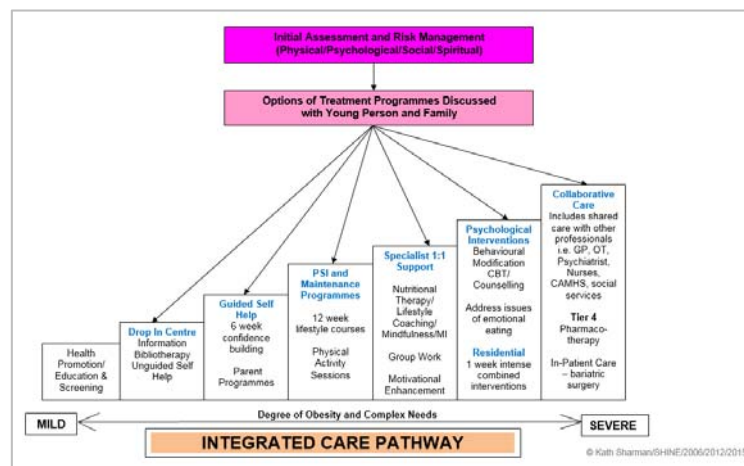 Initial Assessment and Risk Management
(Physical/Psychological/Social/Spiritual)
Options of Treatment Programmes Discussed
with Young Person and Family
Health
Promotion/
Education &
Screening
Drop In Centre
Information
Bibliotherapy
Unguided Self
Help
Guided Self
Help
6 week
confidence
building
Parent
Programmes
PSI and
Maintenance
Programmes
12 week
lifestyle courses
Physical
Activity
Sessions
Specialist 1:1
Support
Nutritional
Therapy/
Lifestyle
Coaching/
Mindfulness/MI
Group Work
Motivational
Enhancement
Psychological
Interventions
Behavioural
Modification
CBT/
Counselling
Address issues
of emotional
eating
Residential
1 week intense
combined
interventions
Collaborative
Care
Includes shared
care with other
professionals
i.e. GP, OT,
Psychiatrist,
Nurses,
CAMHS, social
services
Tier 4
Pharmaco-
therapy
In-Patient Care
– bariatric
surgery
MILD
Degree of Obesity and Complex Needs
SEVERE
INTEGRATED CARE PATHWAY
© Kath Sharman/SHINE/2006/2012/2015